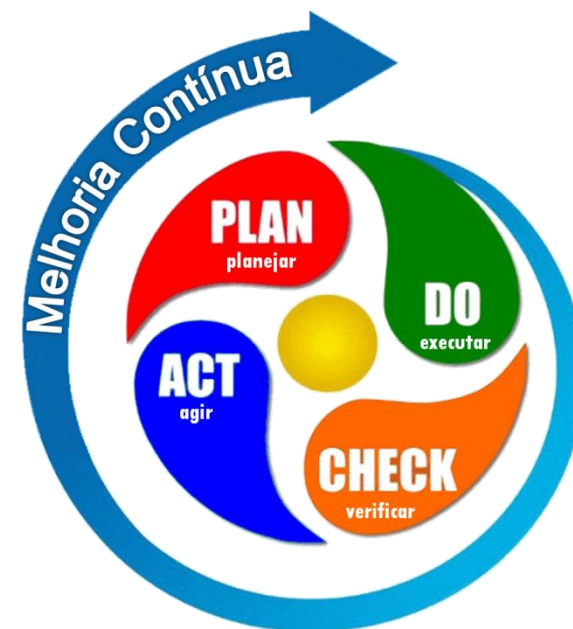 Melhoria Contínua
PLAN
planejar
DO
executar
CHECK
verificar
ACT
agir